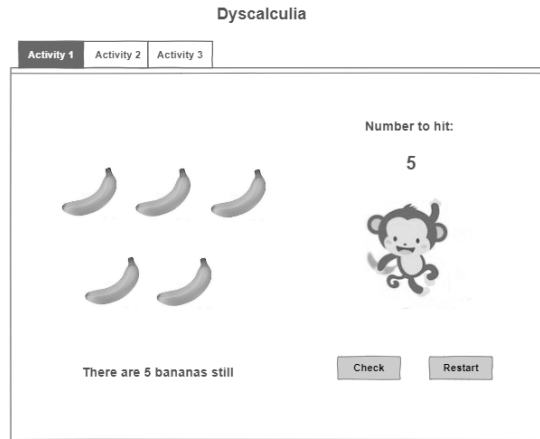 Dyscalculia
Activity 1 Activity 2 Activity 3
Number to hit:
5
There are 5 bananas still
Check Restart